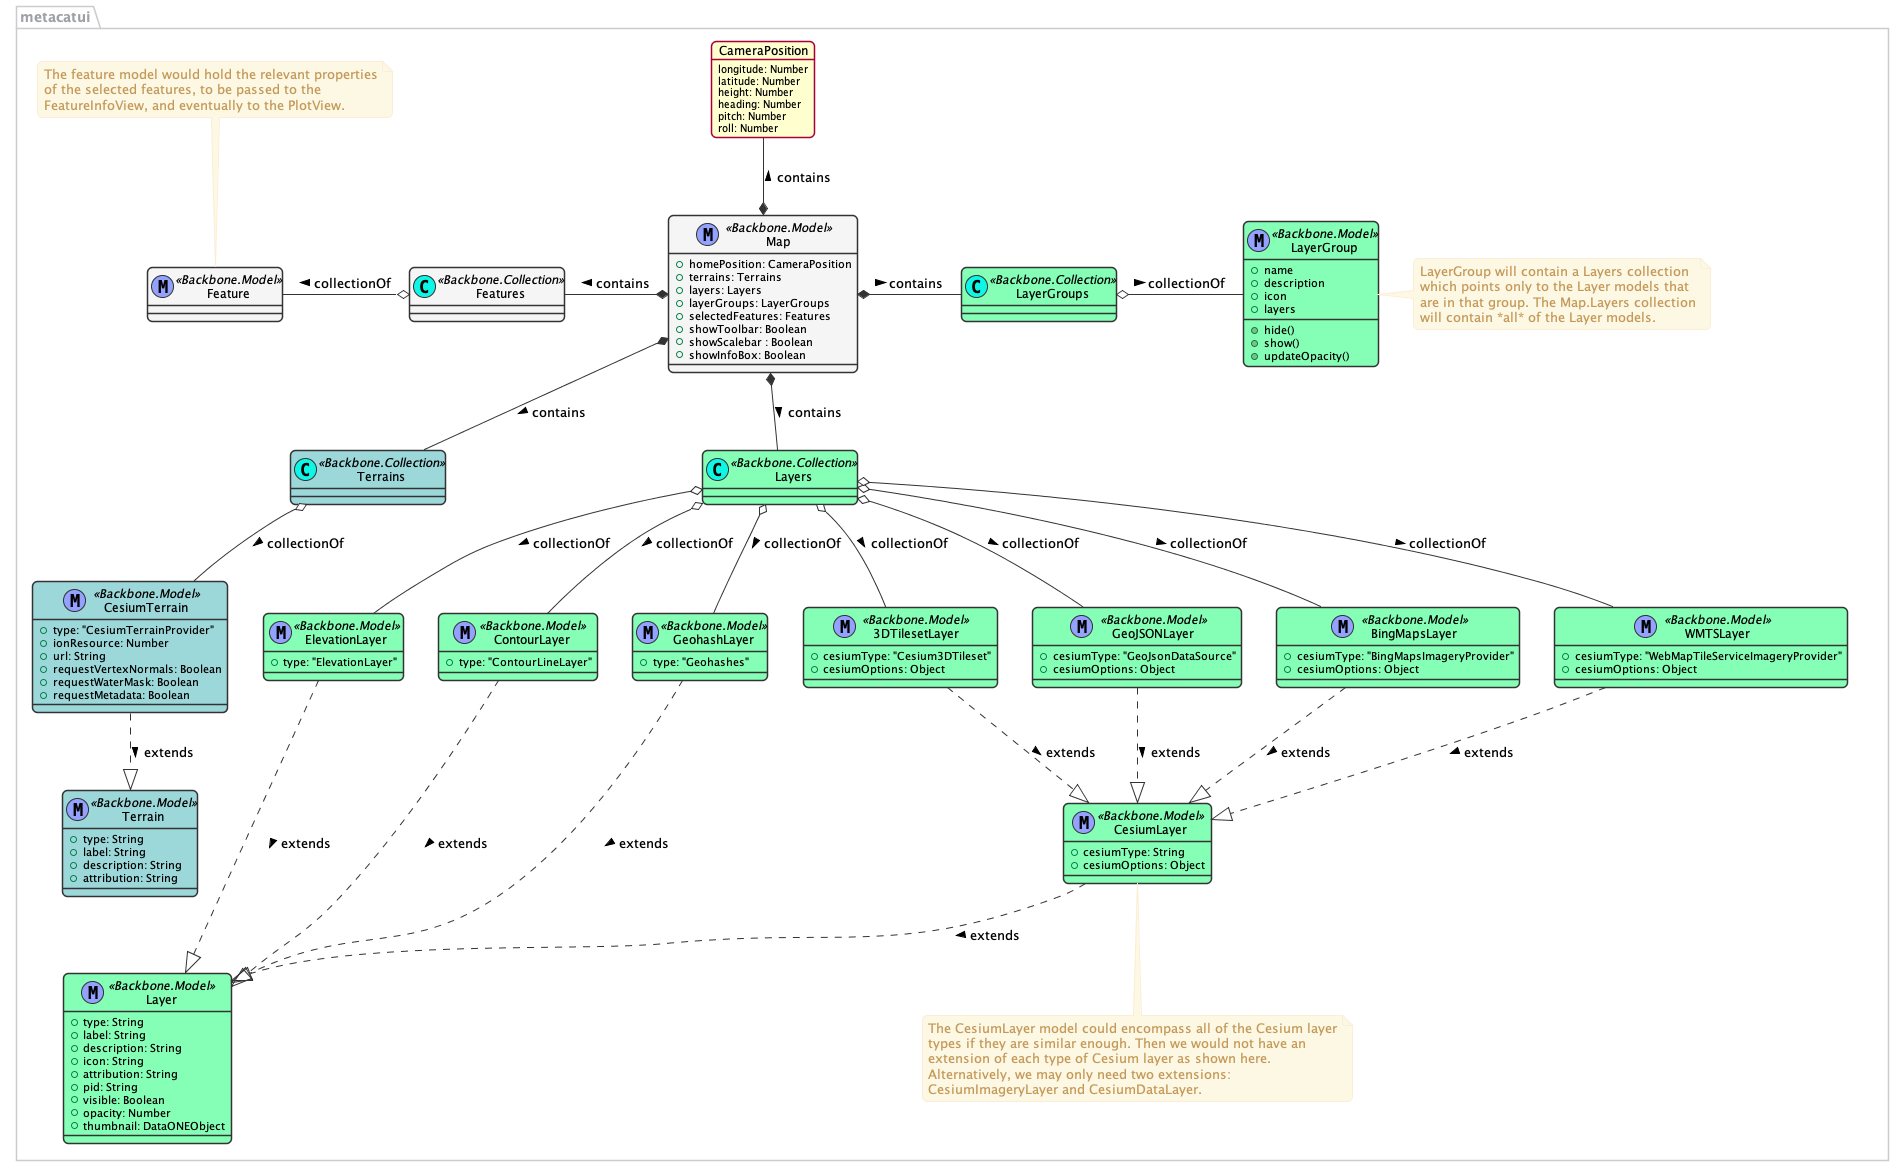 metacatui
CameraPosition
longitude: Number
latitude: Number
height: Number
heading: Number
pitch: Number
roll: Number
The feature model would hold the relevant properties
of the selected features, to be passed to the
FeatureInfoView, and eventually to the PlotView.
contains
M «Backbone.Model»
Map
homePosition: CameraPosition
terrains: Terrains
layers: Layers
layerGroups: LayerGroups
selectedFeatures: Features
showToolbar: Boolean
showScalebar : Boolean
showInfoBox: Boolean
M «Backbone.Model»
Feature
collectionOf
C «Backbone.Collection»
Features
contains
contains
C «Backbone.Collection»
LayerGroups
collectionOf
M «Backbone.Model»
LayerGroup
name
description
icon
layers
hide()
show()
updateOpacity()
LayerGroup will contain a Layers collection
which points only to the Layer models that
are in that group. The Map.Layers collection
will contain *all* of the Layer models.
contains
contains
C «Backbone.Collection»
Terrains
C «Backbone.Collection»
Layers
collectionOf
collectionOf
collectionOf
collectionOf
collectionOf
collectionOf
collectionOf
collectionOf
M «Backbone.Model»
CesiumTerrain
type: "CesiumTerrainProvider"
ionResource: Number
url: String
requestVertexNormals: Boolean
requestWaterMask: Boolean
requestMetadata: Boolean
M «Backbone.Model»
ElevationLayer
type: "ElevationLayer"
M «Backbone.Model»
ContourLayer
type: "ContourLineLayer"
M «Backbone.Model»
GeohashLayer
type: "Geohashes"
M «Backbone.Model»
3DTilesetLayer
cesiumType: "Cesium3DTileset"
cesiumOptions: Object
M «Backbone.Model»
GeoJSONLayer
cesiumType: "GeoJsonDataSource"
cesiumOptions: Object
M «Backbone.Model»
BingMapsLayer
cesiumType: "BingMapsImageryProvider"
cesiumOptions: Object
M «Backbone.Model»
WMTSLayer
cesiumType: "WebMapTileServiceImageryProvider"
cesiumOptions: Object
extends
extends
extends
extends
extends
M «Backbone.Model»
Terrain
type: String
label: String
description: String
attribution: String
extends
extends
extends
M «Backbone.Model»
CesiumLayer
cesiumType: String
cesiumOptions: Object
extends
M «Backbone.Model»
Layer
type: String
label: String
description: String
icon: String
attribution: String
pid: String
visible: Boolean
opacity: Number
thumbnail: DataONEObject
The CesiumLayer model could encompass all of the Cesium layer
types if they are similar enough. Then we would not have an
extension of each type of Cesium layer as shown here.
Alternatively, we may only need two extensions:
CesiumImageryLayer and CesiumDataLayer.